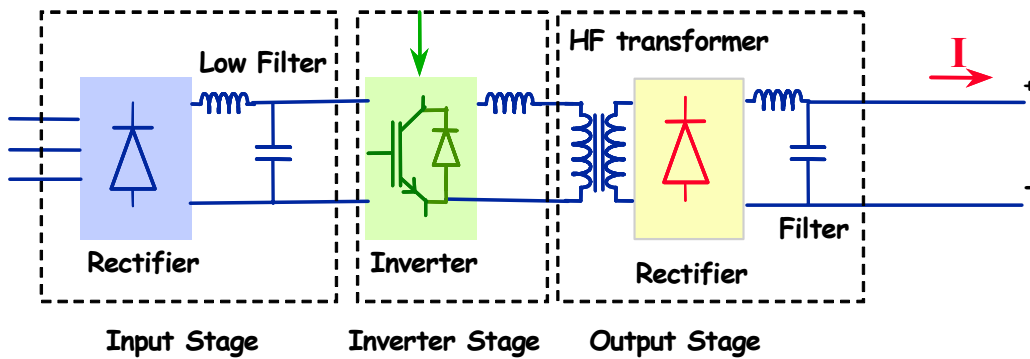 HF transformer
Low Filter
I
+
-
Rectifier
Inverter
Rectifier
Filter
Input Stage
Inverter Stage
Output Stage